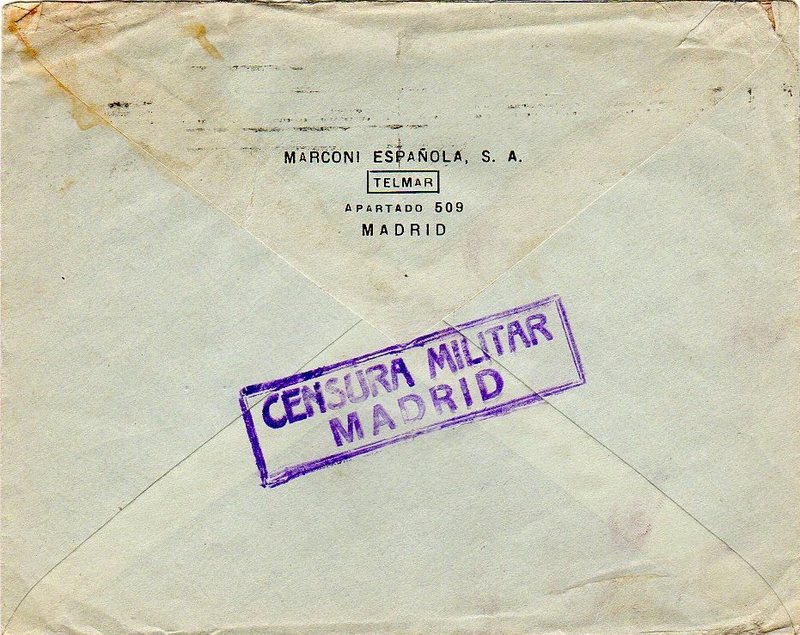 MARCONI ESPAÑOLA, S. A.
TELMAR
APARTADO 509
MADRID
CENSURA MILITAR
MADRID